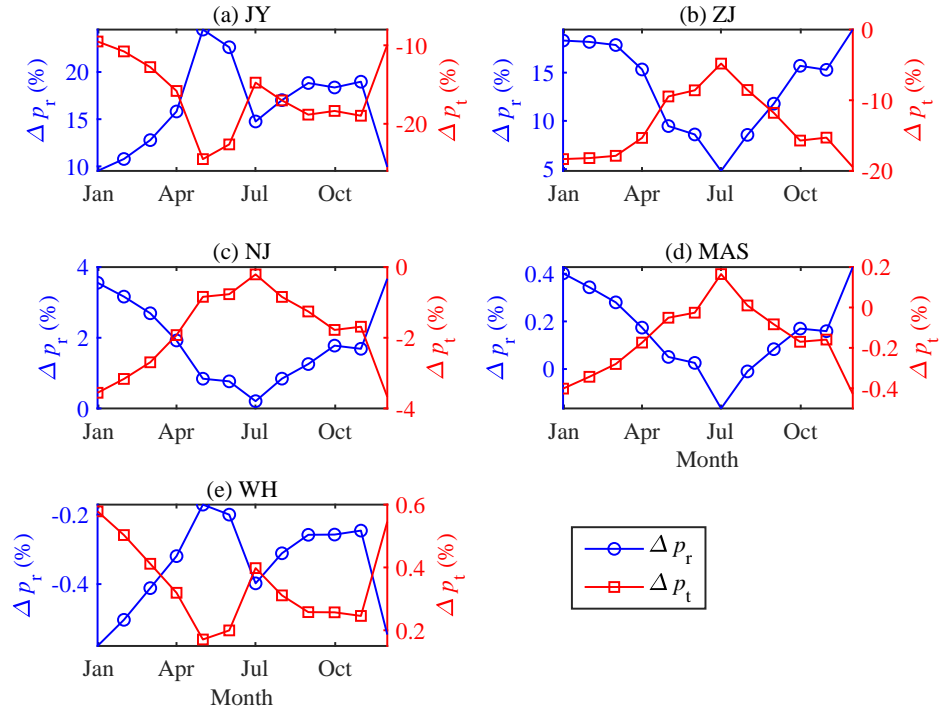 (a) JY
Δ p_r (%)
20
15
10
-10
-20
Δ p_t (%)
Jan Apr Jul Oct
(b) ZJ
Δ p_r (%)
15
10
5
0
-10
-20
Δ p_t (%)
Jan Apr Jul Oct
(c) NJ
Δ p_r (%)
4
2
0
0
-2
-4
Δ p_t (%)
Jan Apr Jul Oct
(d) MAS
Δ p_r (%)
0.4
0.2
0
0.2
0
-0.2
-0.4
Δ p_t (%)
Jan Apr Jul Oct
Month
(e) WH
Δ p_r (%)
-0.2
-0.4
0.6
0.4
0.2
Δ p_t (%)
Jan Apr Jul Oct
Month
Δ p_r
Δ p_t